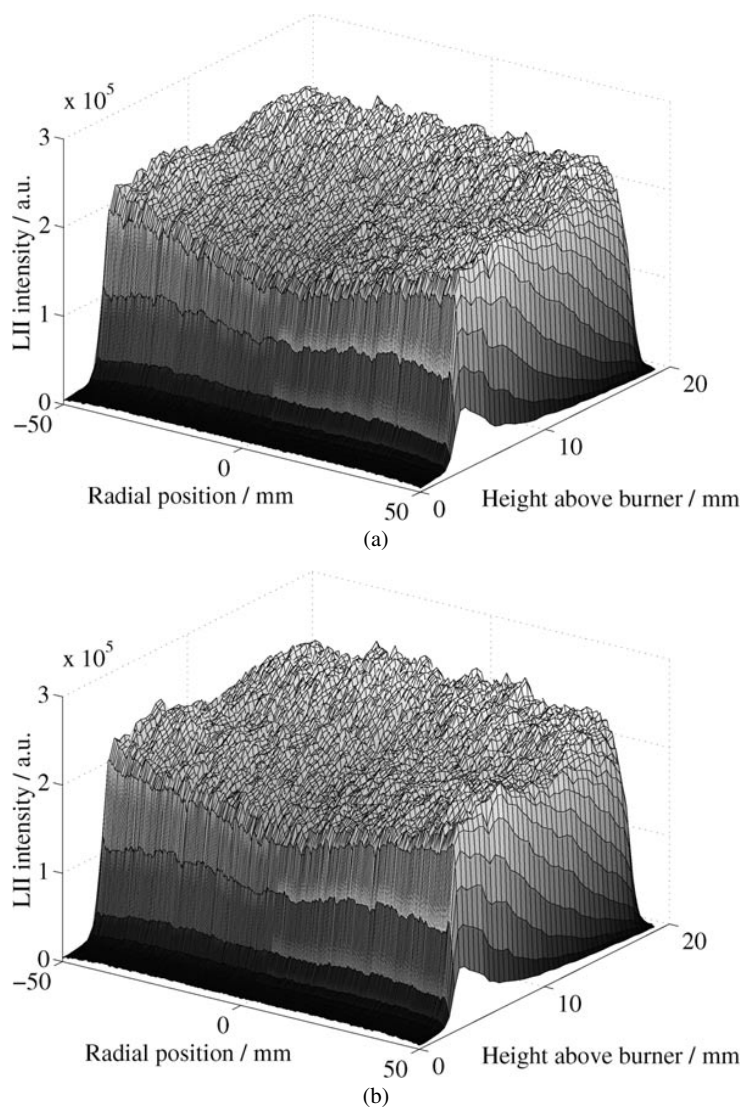 x 10^5
3
2
1
0
LII intensity / a.u.
−50
0
50
Radial position / mm
0
10
20
Height above burner / mm
(a)
x 10^5
3
2
1
0
LII intensity / a.u.
−50
0
50
Radial position / mm
0
10
20
Height above burner / mm
(b)